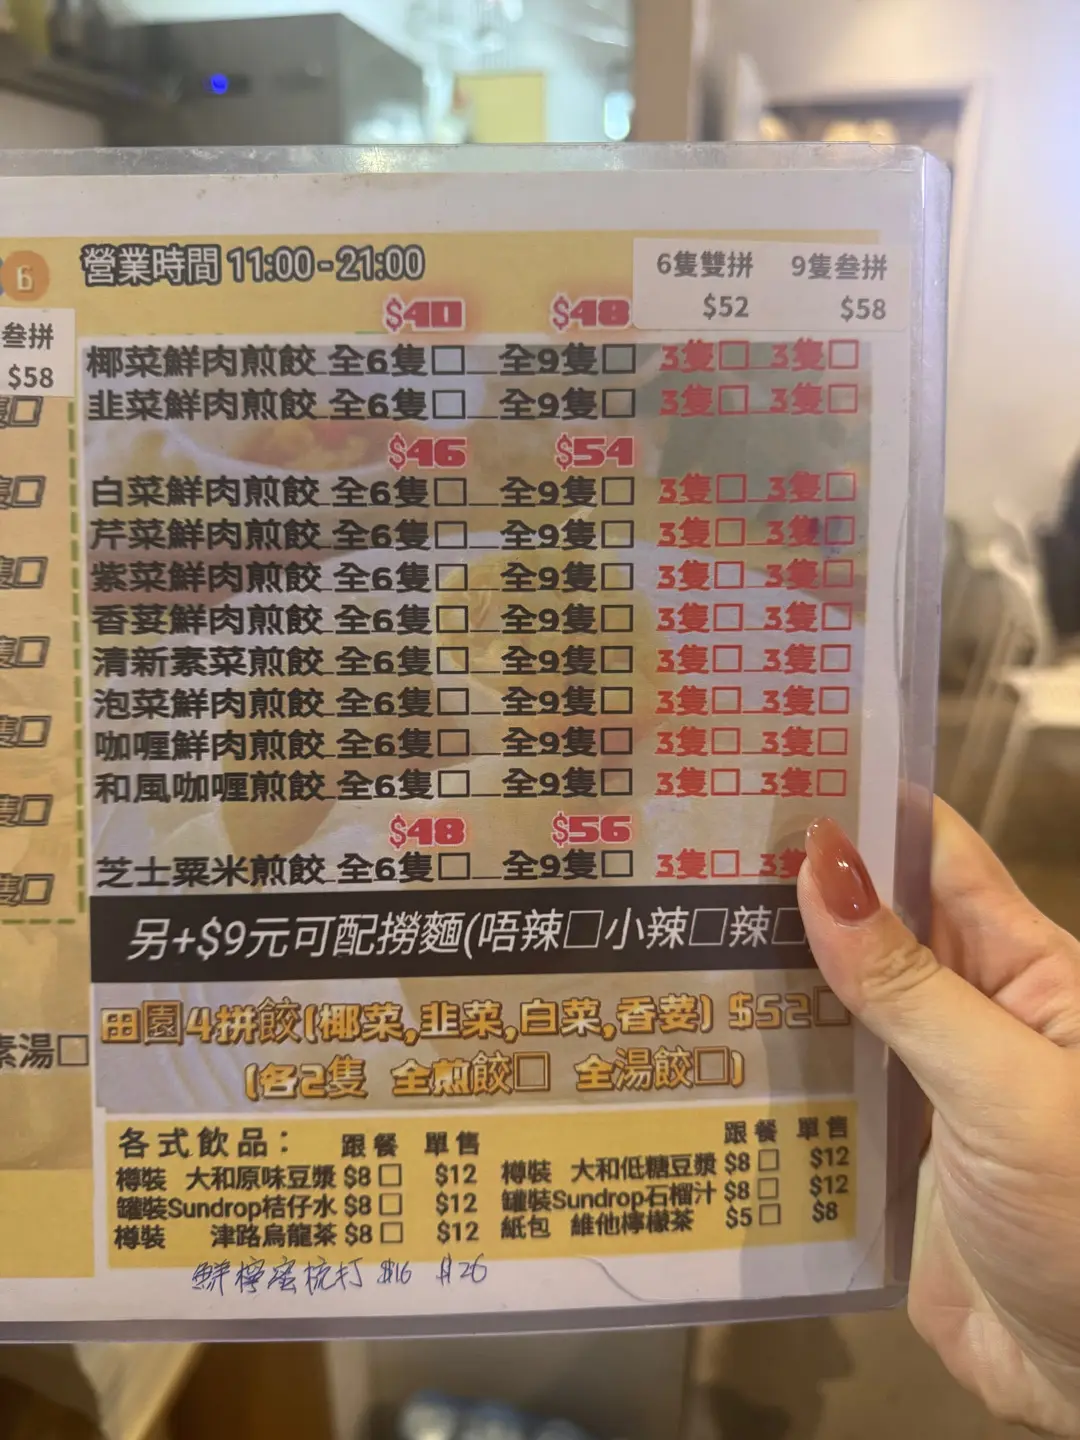 6
營業時間 11:00-21:00
6隻雙拼 9隻叁拼
$52 $58
叁拼
$58
$40 $48
椰菜鮮肉煎餃 全6隻□ 全9隻□ 3隻□ 3隻□
韭菜鮮肉煎餃 全6隻□ 全9隻□ 3隻□ 3隻□
$46 $54
白菜鮮肉煎餃 全6隻□ 全9隻□ 3隻□ 3隻□
芹菜鮮肉煎餃 全6隻□ 全9隻□ 3隻□ 3隻□
紫菜鮮肉煎餃 全6隻□ 全9隻□ 3隻□ 3隻□
香荽鮮肉煎餃 全6隻□ 全9隻□ 3隻□ 3隻□
清新素菜煎餃 全6隻□ 全9隻□ 3隻□ 3隻□
泡菜鮮肉煎餃 全6隻□ 全9隻□ 3隻□ 3隻□
咖喱鮮肉煎餃 全6隻□ 全9隻□ 3隻□ 3隻□
和風咖喱煎餃 全6隻□ 全9隻□ 3隻□ 3隻□
$48 $56
芝士粟米煎餃 全6隻□ 全9隻□ 3隻□ 3隻
另+$9元可配撈麵(唔辣□小辣□辣□
田園4拼餃(椰菜,韭菜,白菜,香荽) $52□
(各2隻 全煎餃□ 全湯餃□)
素湯□
各式飲品： 跟餐 單售 跟餐 單售
樽裝 大和原味豆漿 $8□ $12 樽裝 大和低糖豆漿 $8□ $12
罐裝Sundrop桔仔水 $8□ $12 罐裝Sundrop石榴汁 $8□ $12
樽裝 津路烏龍茶 $8□ $12 紙包 維他檸檬茶 $5□ $8
鮮檸蜜梳打 $16 $26